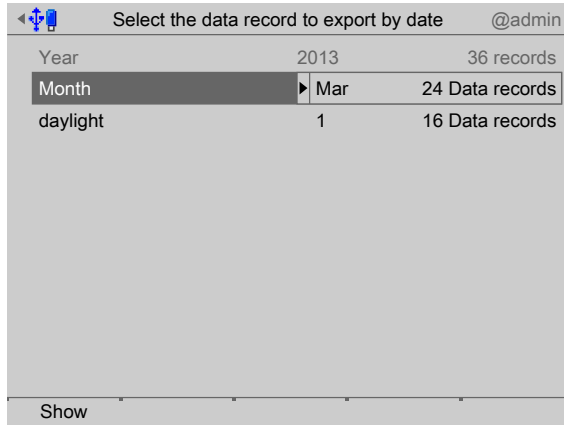 Select the data record to export by date @admin
Year 2013 36 records
Month Mar 24 Data records
daylight 1 16 Data records
Show